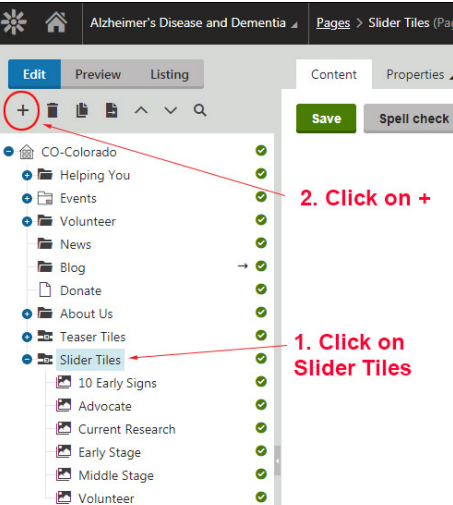 Alzheimer's Disease and Dementia Pages > Slider Tiles (Pa
Edit Preview Listing Content Properties
Save Spell check
CO-Colorado
Helping You
Events
2. Click on +
Volunteer
News
Blog
Donate
About Us
Teaser Tiles
1. Click on
Slider Tiles
Slider Tiles
10 Early Signs
Advocate
Current Research
Early Stage
Middle Stage
Volunteer